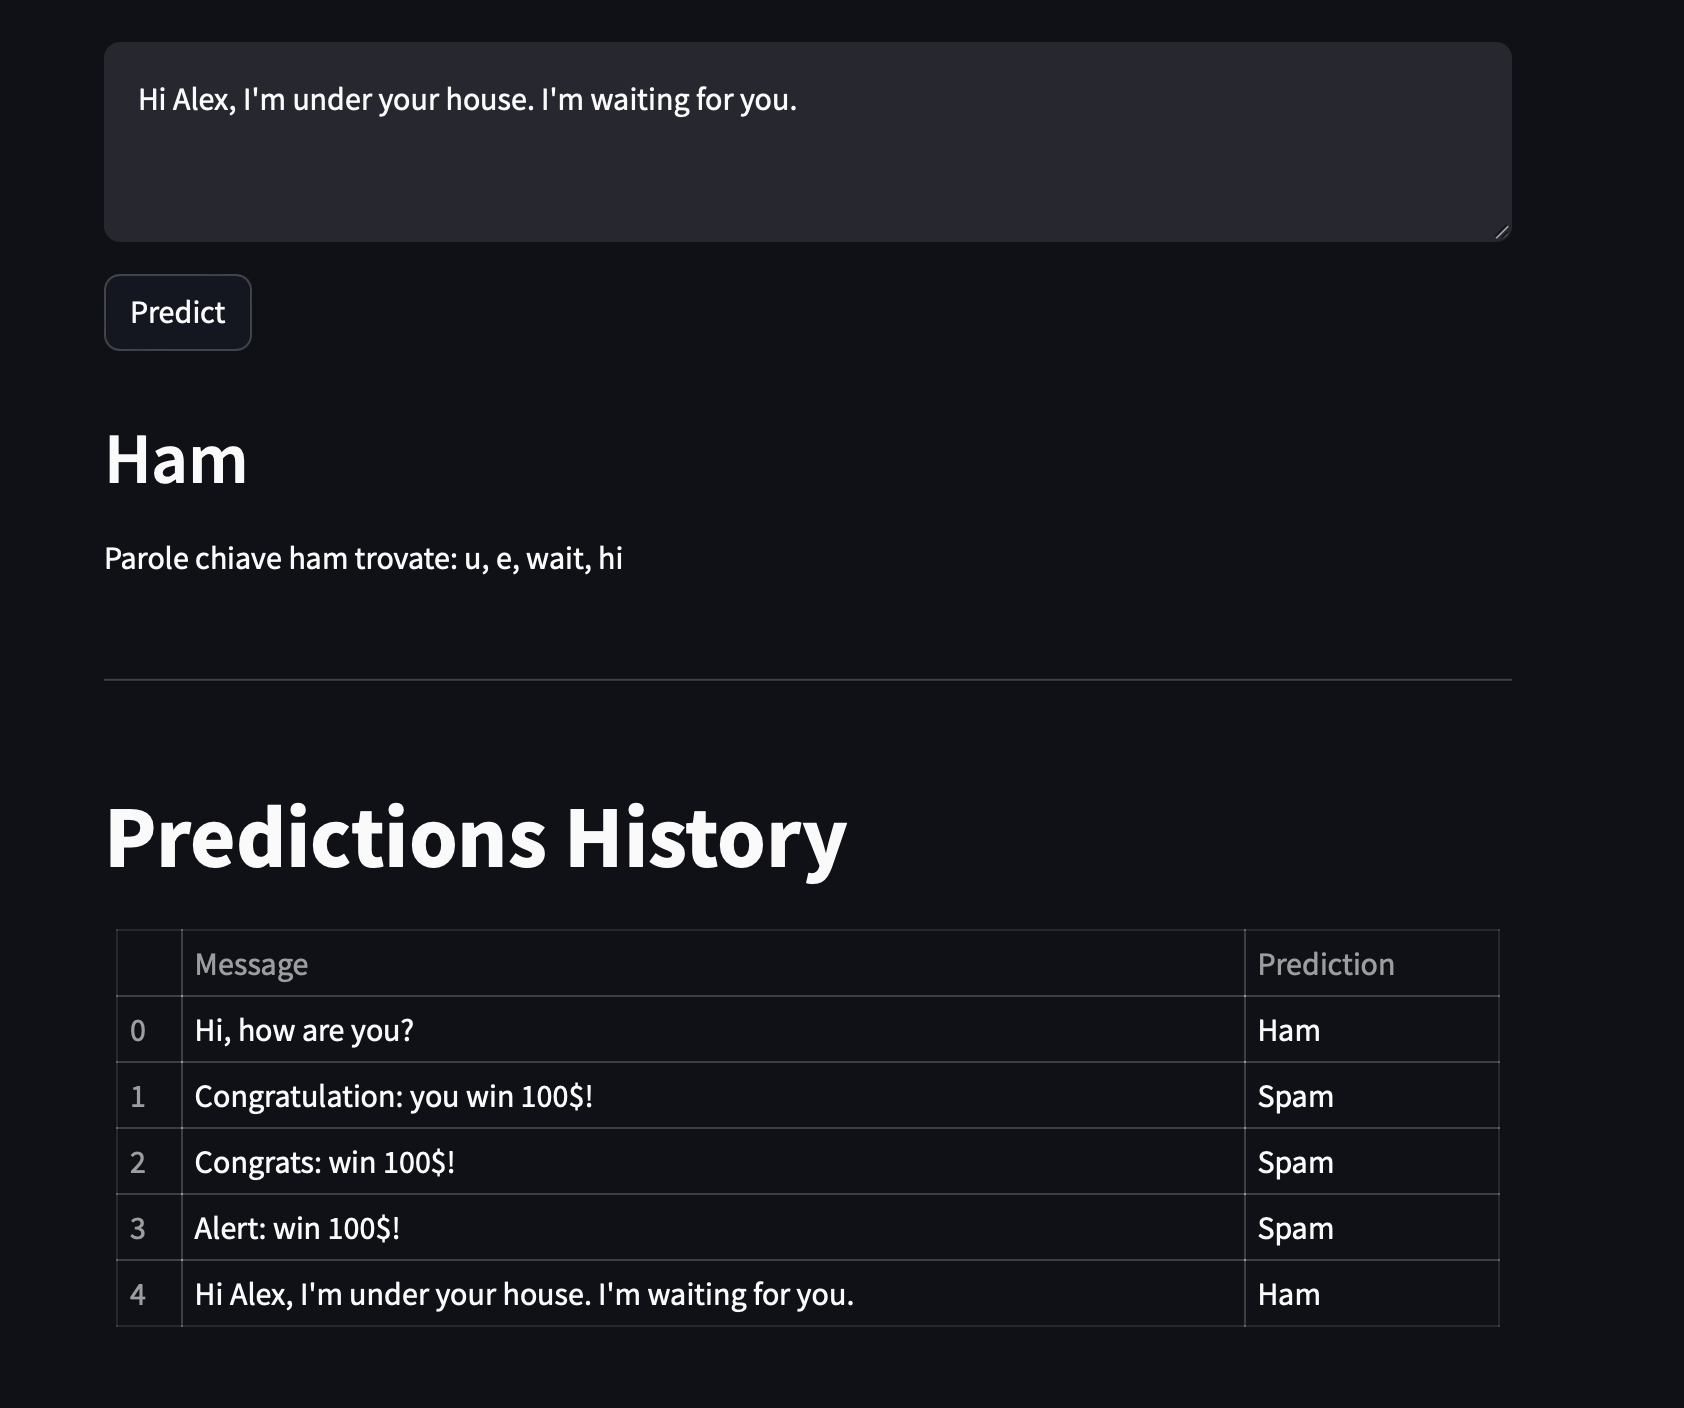 Hi Alex, I'm under your house. I'm waiting for you.
Predict
Ham
Parole chiave ham trovate: u, e, wait, hi
Predictions History
Message Prediction
0 Hi, how are you? Ham
1 Congratulation: you win 100$! Spam
2 Congrats: win 100$! Spam
3 Alert: win 100$! Spam
4 Hi Alex, I'm under your house. I'm waiting for you. Ham